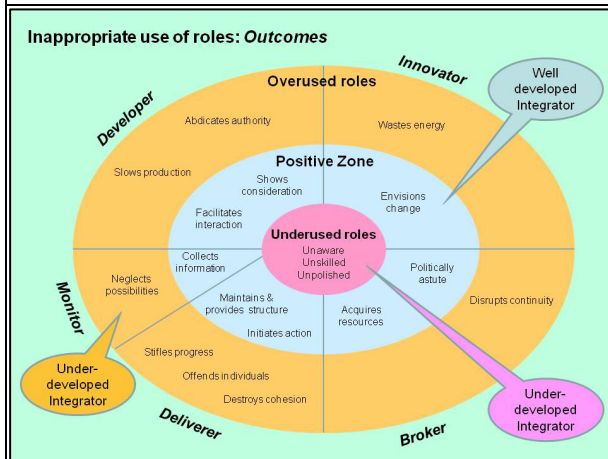 Inappropriate use of roles: Outcomes
Innovator
Overused roles
Well
developed
Integrator
Developer
Abdicates authority
Wastes energy
Positive Zone
Slows production
Shows
consideration
Envisions
change
Facilitates
interaction
Underused roles
Unaware
Unskilled
Unpolished
Collects
information
Politically
astute
Neglects
possibilities
Monitor
Maintains &
provides structure
Acquires
resources
Disrupts continuity
Initiates action
Stifles progress
Under-
developed
Integrator
Offends individuals
Destroys cohesion
Deliverer
Broker
Under-
developed
Integrator